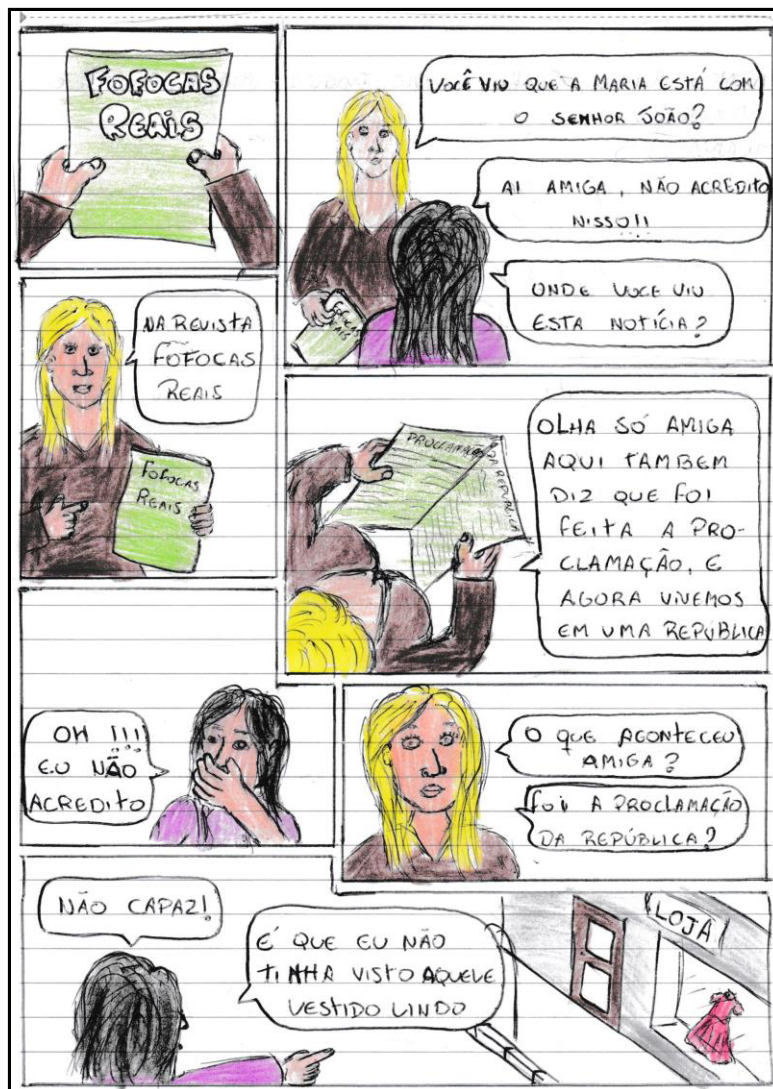 FOFOCAS
REAIS
VOCÊ VIU QUE A MARIA ESTÁ COM
O SENHOR JOÃO?
AI AMIGA, NÃO ACREDITO
NISSO!!
ONDE VOCE VIU
ESTA NOTÍCIA?
FOFOCAS
REAIS
NA REVISTA
FOFOCAS
REAIS
FOFOCAS
REAIS
PROCLAMAÇÃO
DA REPUBLICA
OLHA SÓ AMIGA
AQUI TAMBEM
DIZ QUE FOI
FEITA A PRO-
CLAMAÇÃO, E
AGORA VIVEMOS
EM UMA REPÚBLICA
OH !!!
EU NÃO
ACREDITO
O QUE ACONTECEU
AMIGA?
FOI A PROCLAMAÇÃO
DA REPÚBLICA?
NÃO CAPAZ!
É QUE EU NÃO
TINHA VISTO AQUELE
VESTIDO LINDO
LOJA